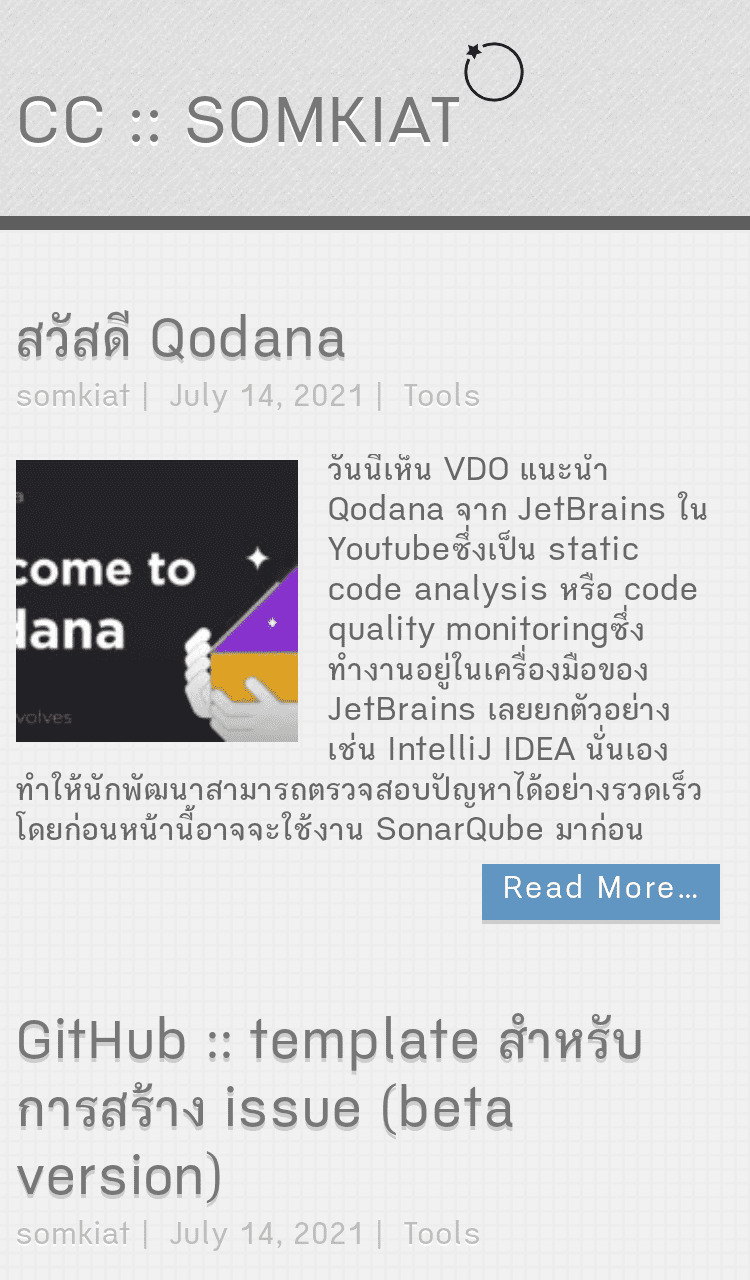 CC :: SOMKIAT
สวัสดี Qodana
somkiat | July 14, 2021 | Tools
come to
dana
volves
วันนี้เห็น VDO แนะนำ
Qodana จาก JetBrains ใน
Youtubeซึ่งเป็น static
code analysis หรือ code
quality monitoringซึ่ง
ทำงานอยู่ในเครื่องมือของ
JetBrains เลยยกตัวอย่าง
เช่น IntelliJ IDEA นั่นเอง
ทำให้นักพัฒนาสามารถตรวจสอบปัญหาได้อย่างรวดเร็ว
โดยก่อนหน้านี้อาจจะใช้งาน SonarQube มาก่อน
Read More…
GitHub :: template สำหรับ
การสร้าง issue (beta
version)
somkiat | July 14, 2021 | Tools